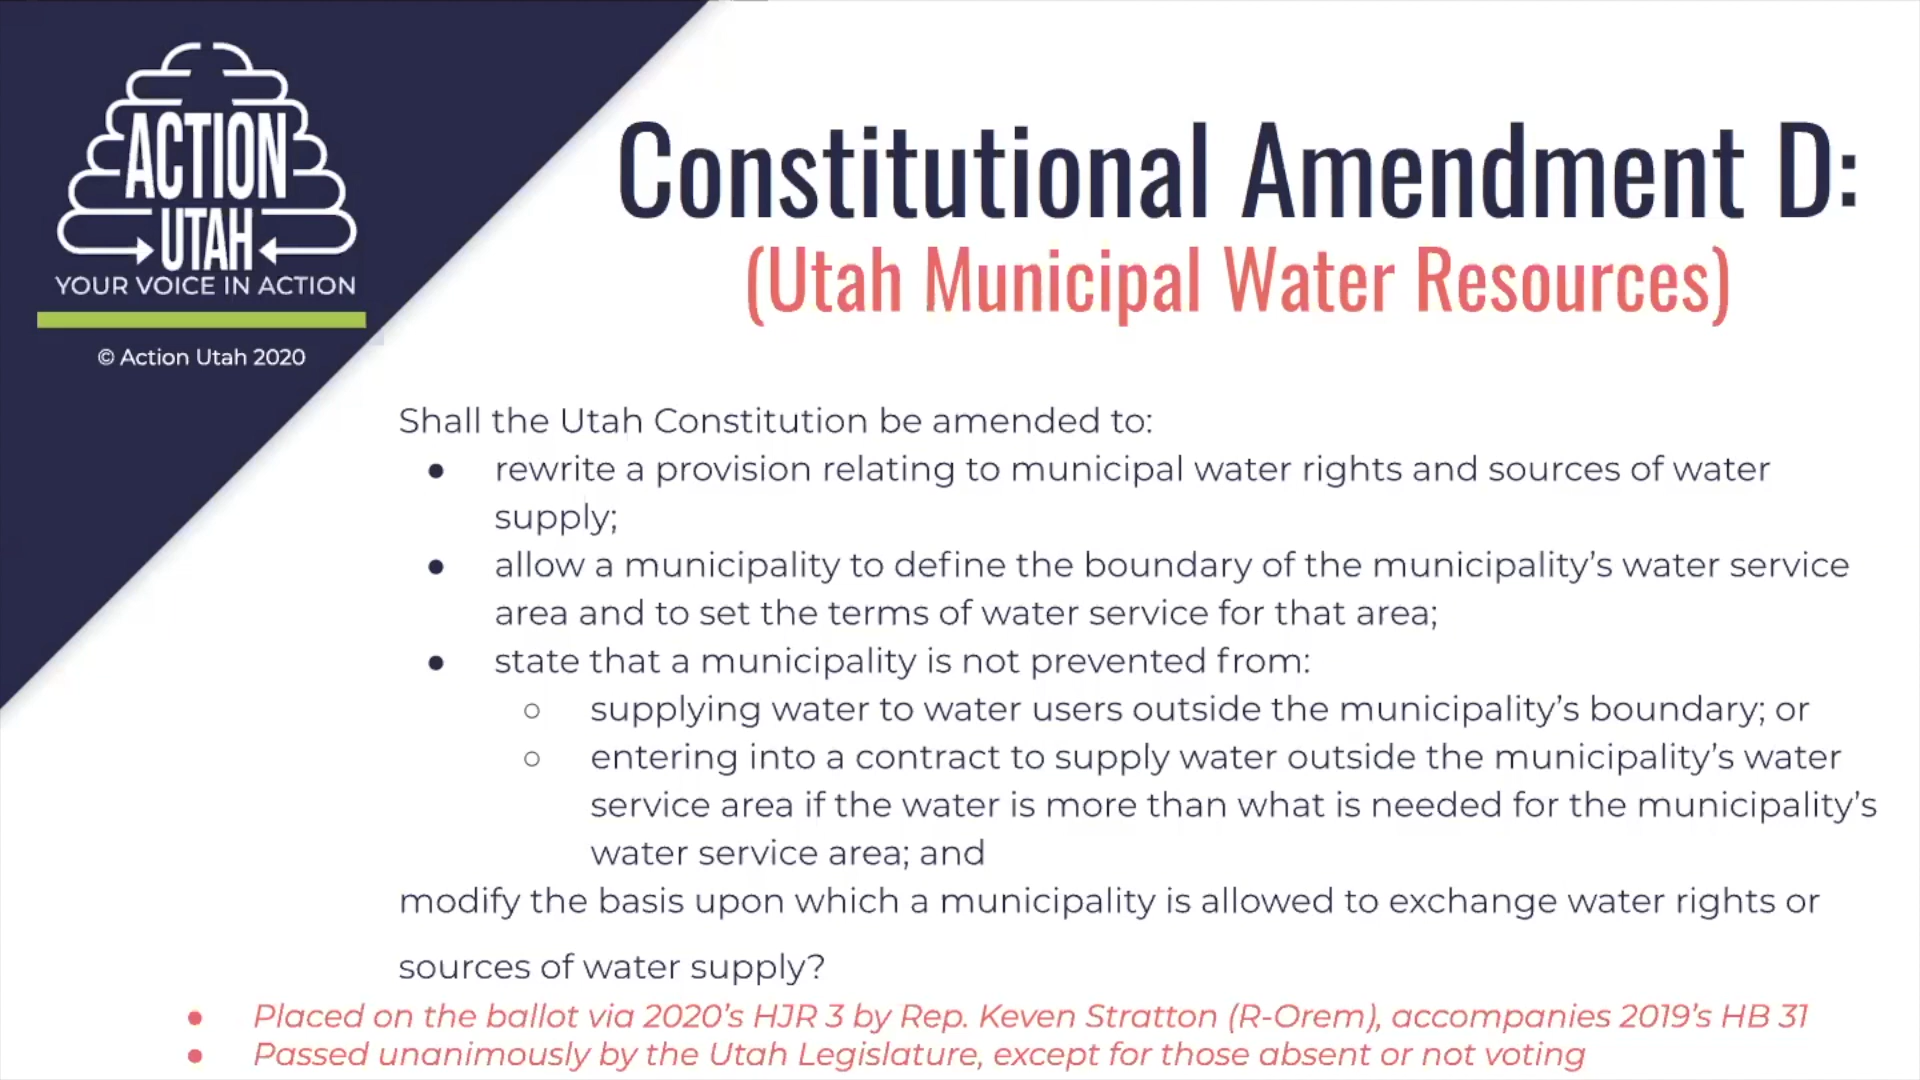 ACTION
UTAH
YOUR VOICE IN ACTION
© Action Utah 2020
Constitutional Amendment D:
(Utah Municipal Water Resources)
Shall the Utah Constitution be amended to:
● rewrite a provision relating to municipal water rights and sources of water
supply;
● allow a municipality to define the boundary of the municipality's water service
area and to set the terms of water service for that area;
● state that a municipality is not prevented from:
○ supplying water to water users outside the municipality's boundary; or
○ entering into a contract to supply water outside the municipality's water
service area if the water is more than what is needed for the municipality's
water service area; and
modify the basis upon which a municipality is allowed to exchange water rights or
sources of water supply?
● Placed on the ballot via 2020's HJR 3 by Rep. Keven Stratton (R-Orem), accompanies 2019's HB 31
● Passed unanimously by the Utah Legislature, except for those absent or not voting